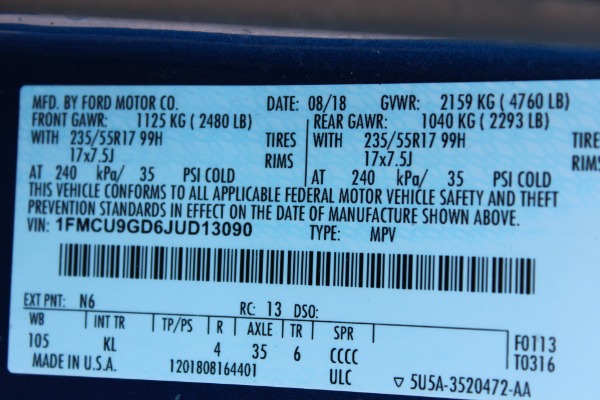 MFD. BY FORD MOTOR CO. DATE: 08/18 GVWR: 2159 KG ( 4760 LB)
FRONT GAWR: 1125 KG ( 2480 LB) REAR GAWR: 1040 KG ( 2293 LB)
WITH 235/55R17 99H TIRES WITH 235/55R17 99H TIRES
17x7.5J RIMS 17x7.5J RIMS
AT 240 kPa/ 35 PSI COLD AT 240 kPa/ 35 PSI COLD
THIS VEHICLE CONFORMS TO ALL APPLICABLE FEDERAL MOTOR VEHICLE SAFETY AND THEFT
PREVENTION STANDARDS IN EFFECT ON THE DATE OF MANUFACTURE SHOWN ABOVE.
VIN: 1FMCU9GD6JUD13090 TYPE: MPV
EXT PNT: N6 RC: 13 DSO:
WB INT TR TP/PS R AXLE TR SPR F0113
105 KL 4 35 6 CCCC T0316
MADE IN U.S.A. 1201808164401 ULC ▽ 5U5A-3520472-AA